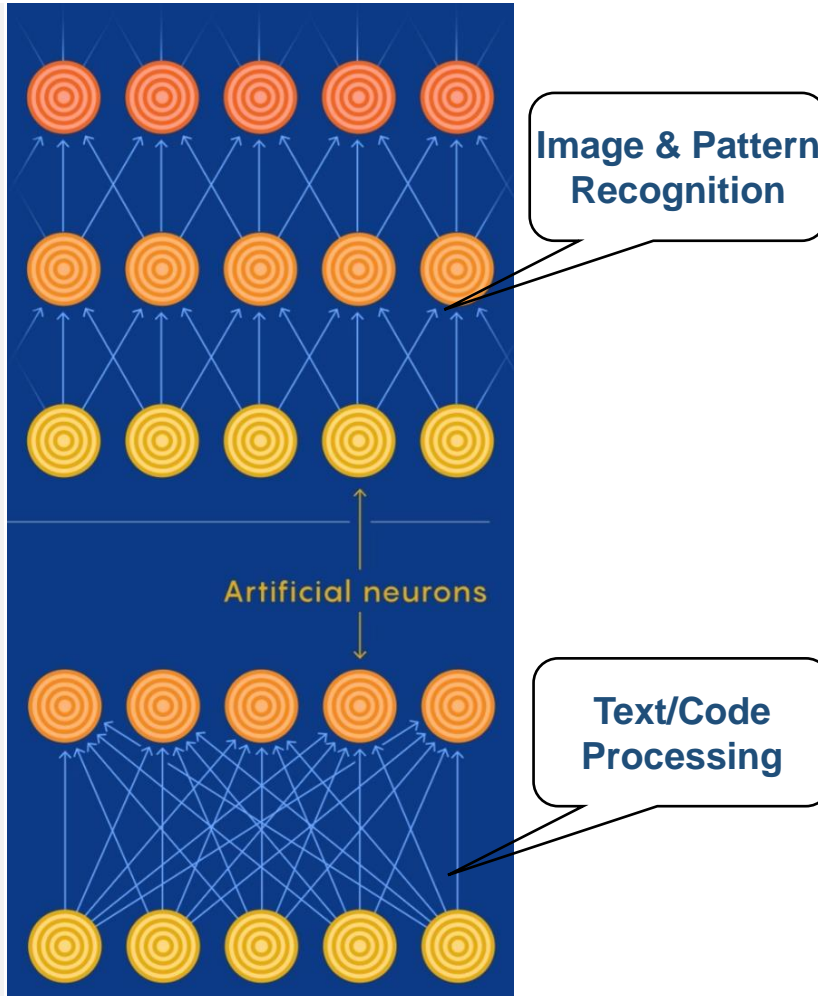 Image & Pattern
Recognition
Artificial neurons
Text/Code
Processing